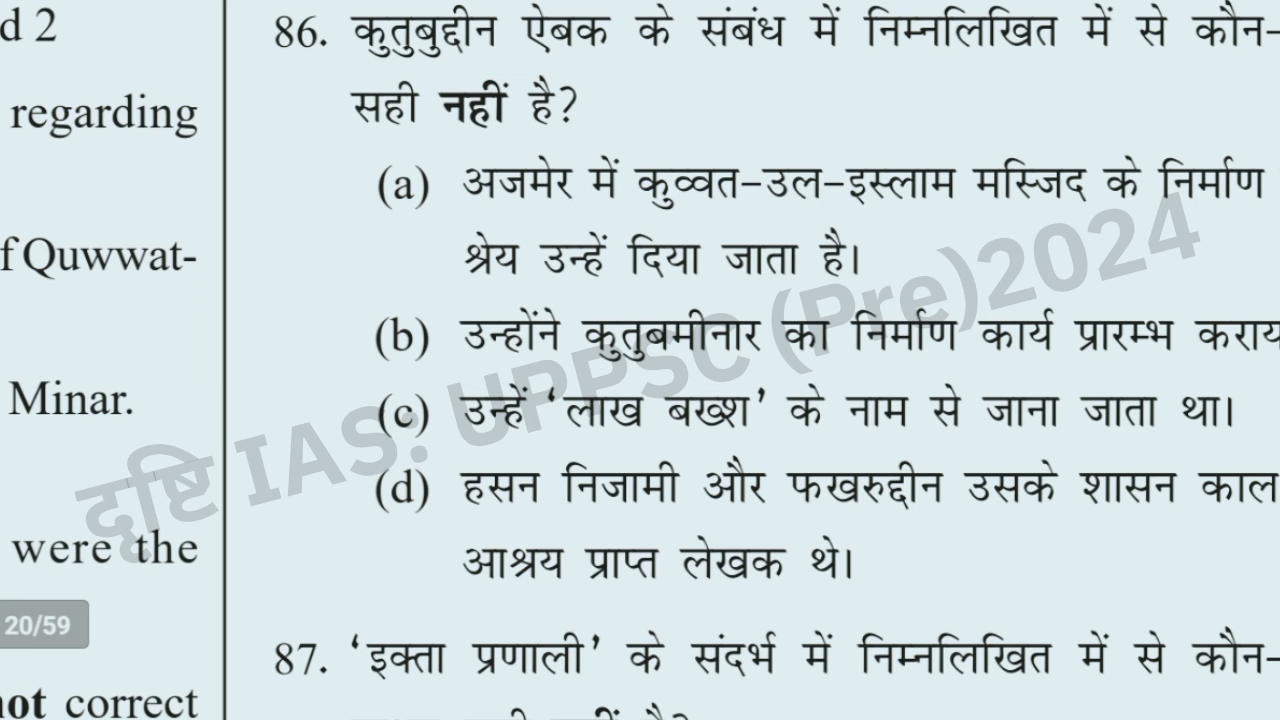 d 2
regarding
f Quwwat-
Minar.
were the
20/59
not correct
86. कुतुबुद्दीन ऐबक के संबंध में निम्नलिखित में से कौन-
सही नहीं है?
(a) अजमेर में कुव्वत-उल-इस्लाम मस्जिद के निर्माण
श्रेय उन्हें दिया जाता है।
(b) उन्होंने कुतुबमीनार का निर्माण कार्य प्रारम्भ कराय
(c) उन्हें 'लाख बख्श' के नाम से जाना जाता था।
(d) हसन निजामी और फखरुद्दीन उसके शासन काल
आश्रय प्राप्त लेखक थे।
87. 'इक्ता प्रणाली' के संदर्भ में निम्नलिखित में से कौन-
दृष्टि IAS: UPPSC (Pre)2024